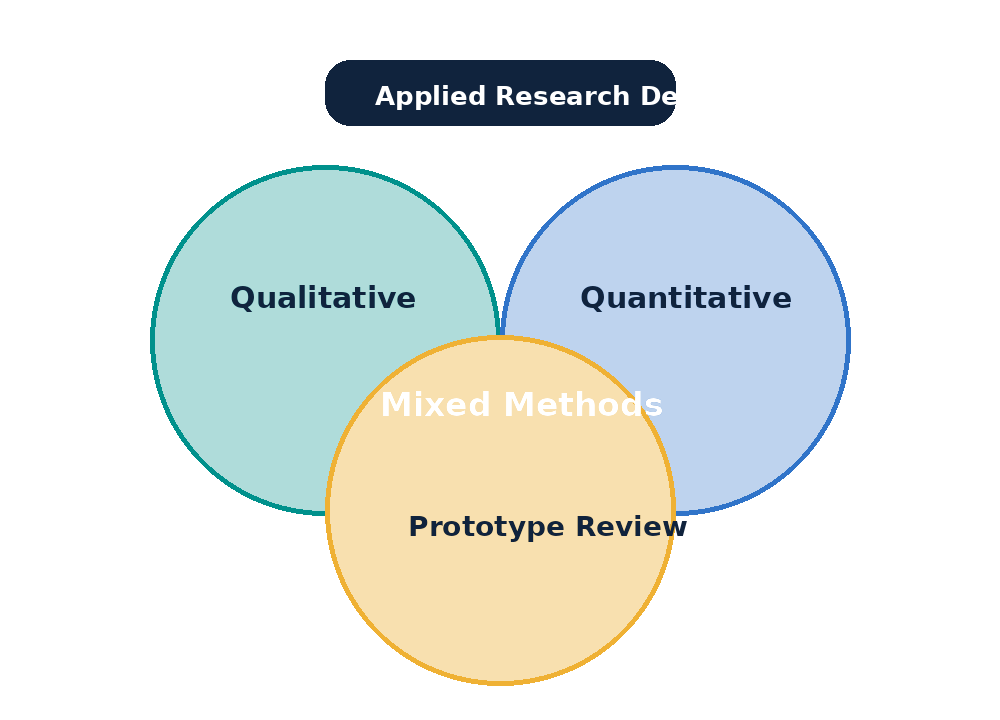 Applied Research De
Qualitative
Quantitative
Mixed Methods
Prototype Review